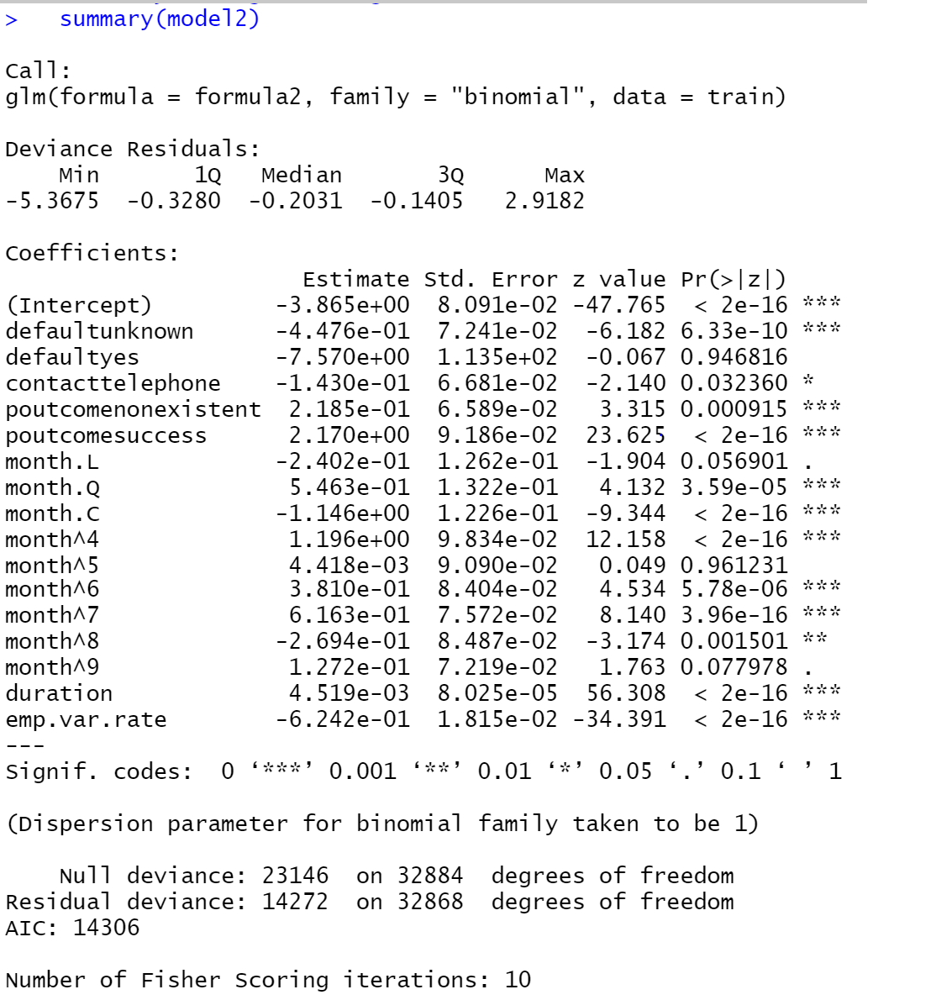 > summary(model2)
Call:
glm(formula = formula2, family = "binomial", data = train)
Deviance Residuals:
Min 1Q Median 3Q Max
-5.3675 -0.3280 -0.2031 -0.1405 2.9182
Coefficients:
Estimate Std. Error z value Pr(>|z|)
(Intercept) -3.865e+00 8.091e-02 -47.765 < 2e-16 ***
defaultunknown -4.476e-01 7.241e-02 -6.182 6.33e-10 ***
defaultyes -7.570e+00 1.135e+02 -0.067 0.946816
contacttelephone -1.430e-01 6.681e-02 -2.140 0.032360 *
poutcomenonexistent 2.185e-01 6.589e-02 3.315 0.000915 ***
poutcomesuccess 2.170e+00 9.186e-02 23.625 < 2e-16 ***
month.L -2.402e-01 1.262e-01 -1.904 0.056901 .
month.Q 5.463e-01 1.322e-01 4.132 3.59e-05 ***
month.C -1.146e+00 1.226e-01 -9.344 < 2e-16 ***
month^4 1.196e+00 9.834e-02 12.158 < 2e-16 ***
month^5 4.418e-03 9.090e-02 0.049 0.961231
month^6 3.810e-01 8.404e-02 4.534 5.78e-06 ***
month^7 6.163e-01 7.572e-02 8.140 3.96e-16 ***
month^8 -2.694e-01 8.487e-02 -3.174 0.001501 **
month^9 1.272e-01 7.219e-02 1.763 0.077978 .
duration 4.519e-03 8.025e-05 56.308 < 2e-16 ***
emp.var.rate -6.242e-01 1.815e-02 -34.391 < 2e-16 ***
---
Signif. codes: 0 ‘***’ 0.001 ‘**’ 0.01 ‘*’ 0.05 ‘.’ 0.1 ‘ ’ 1
(Dispersion parameter for binomial family taken to be 1)
Null deviance: 23146 on 32884 degrees of freedom
Residual deviance: 14272 on 32868 degrees of freedom
AIC: 14306
Number of Fisher Scoring iterations: 10